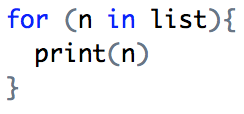 for (n in list){
  print(n)
}